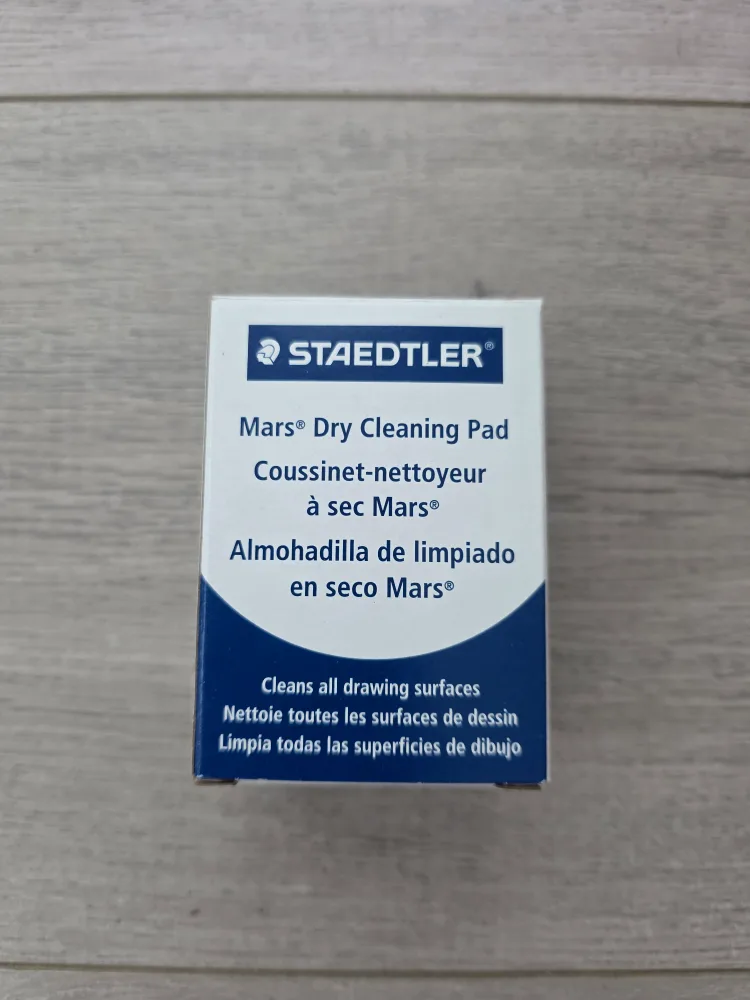 STAEDTLER®
Mars® Dry Cleaning Pad
Coussinet-nettoyeur
à sec Mars®
Almohadilla de limpiado
en seco Mars®
Cleans all drawing surfaces
Nettoie toutes les surfaces de dessin
Limpia todas las superficies de dibujo